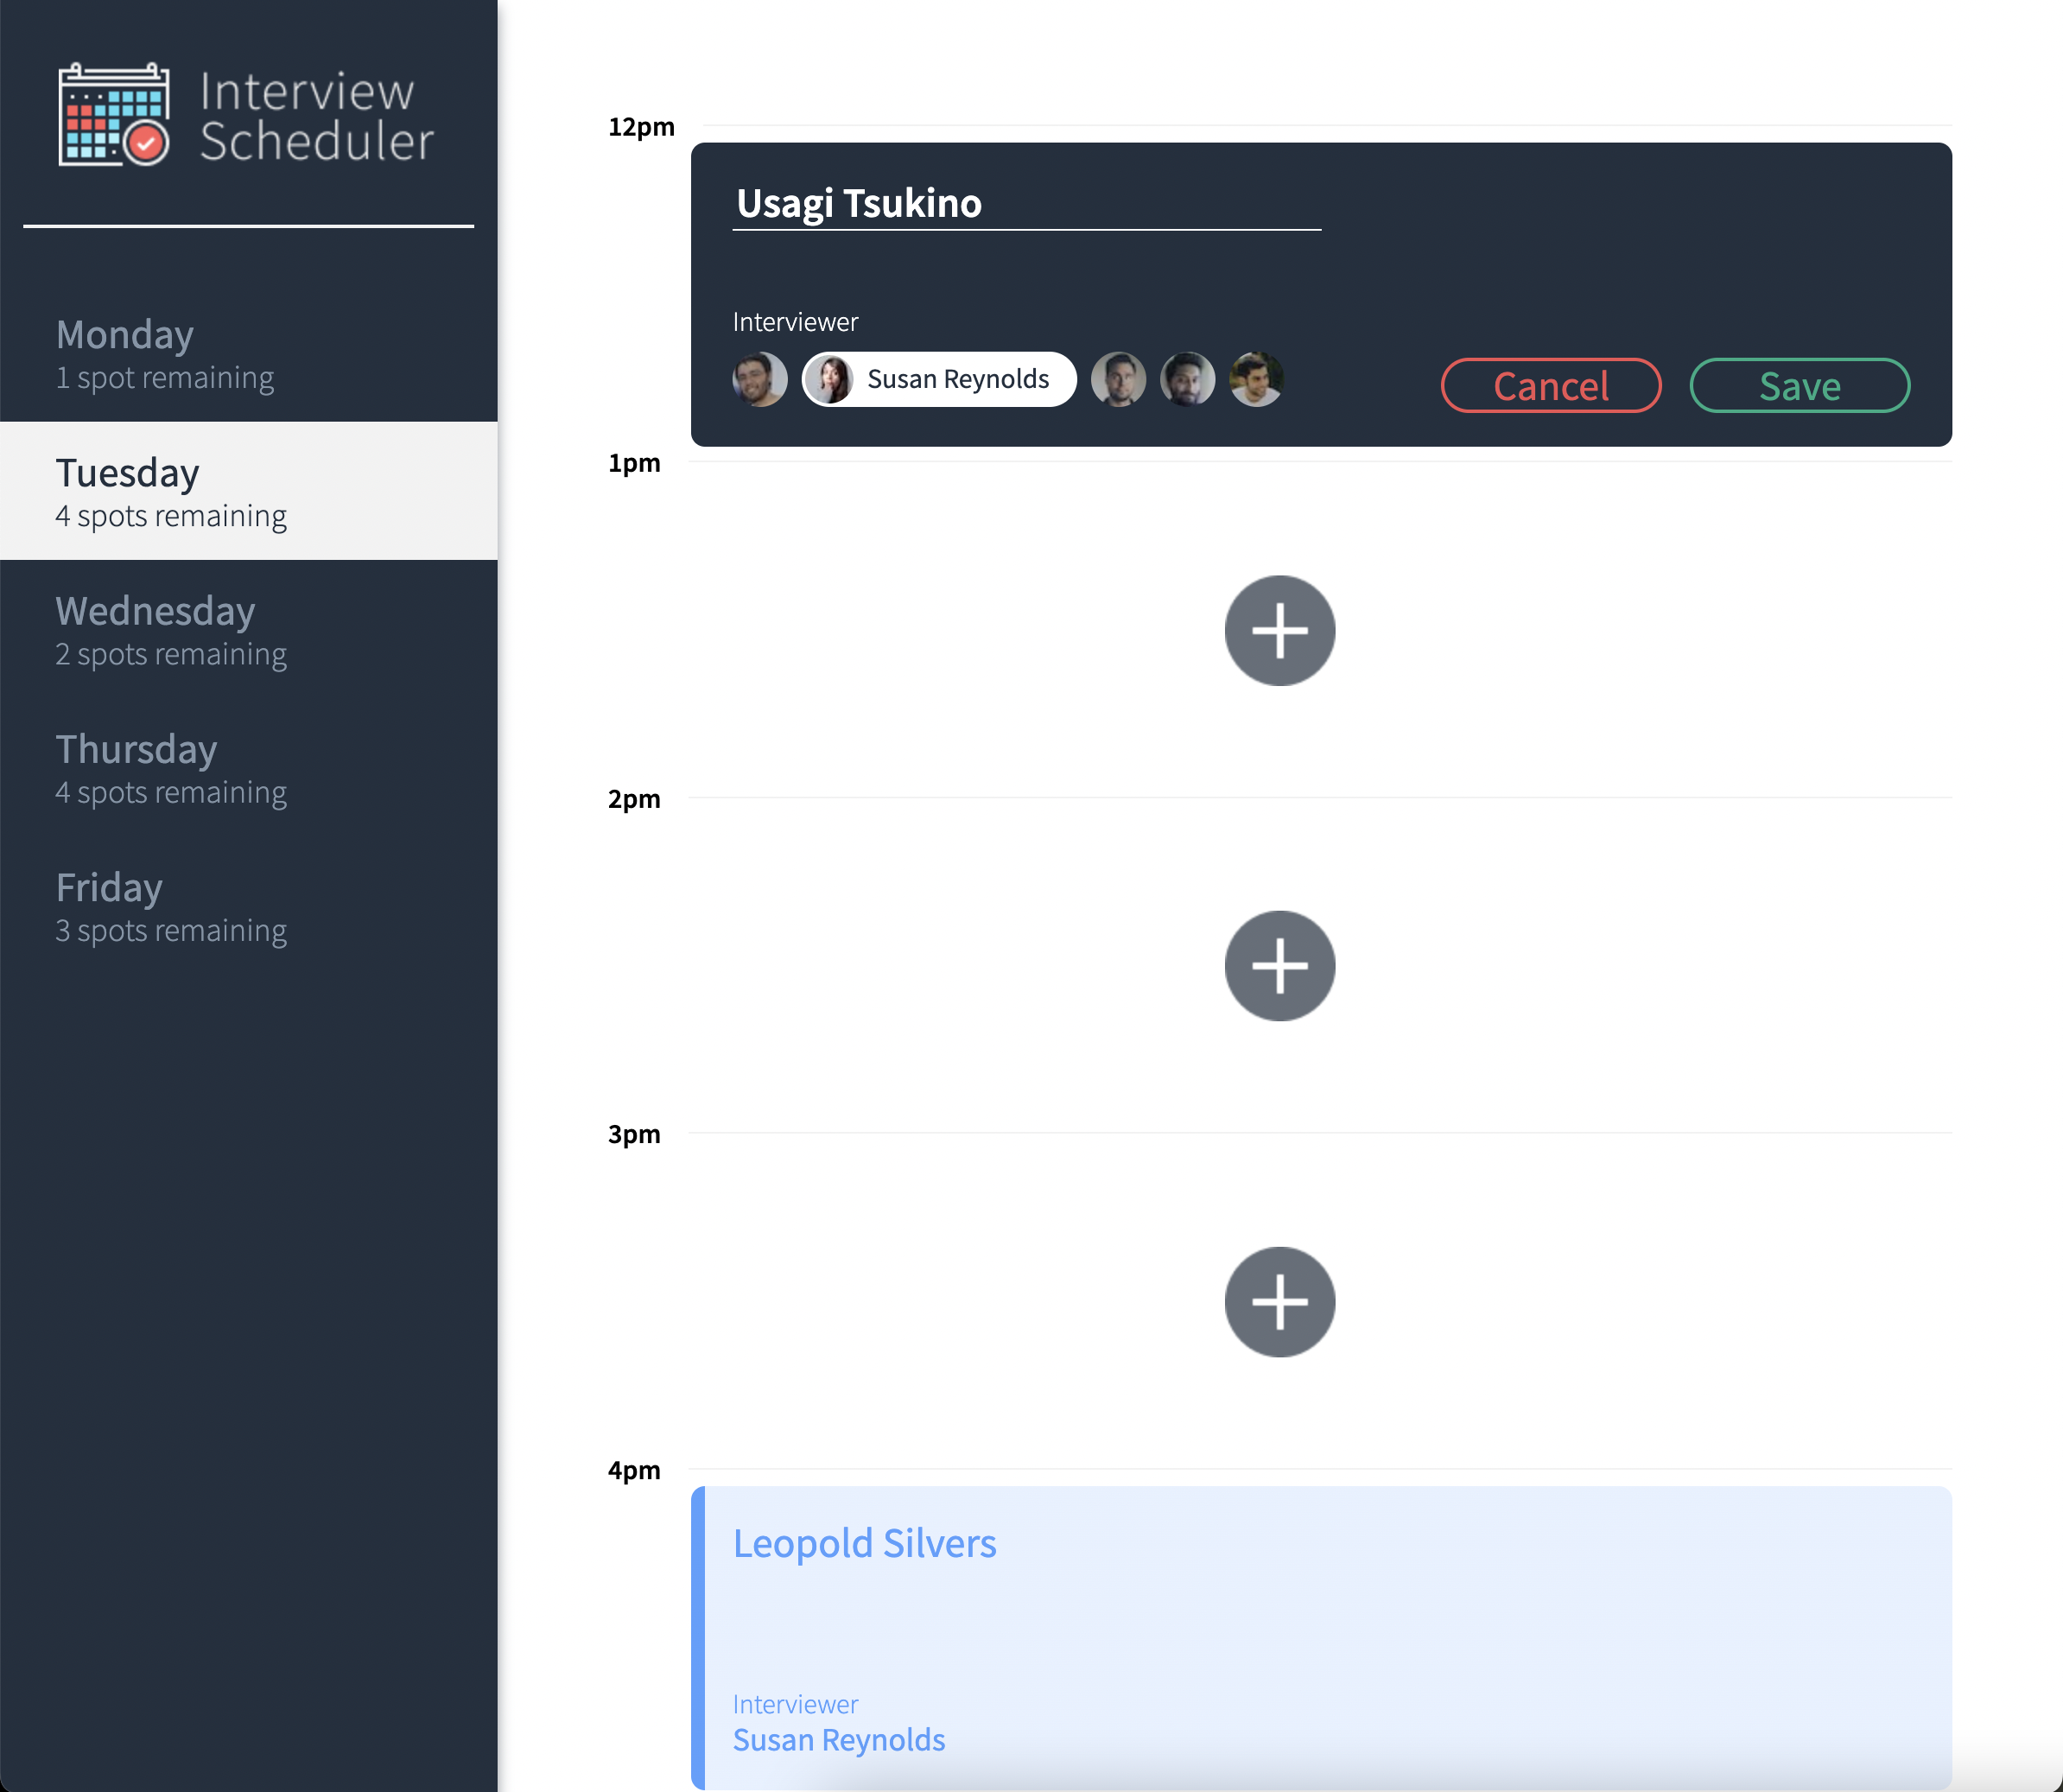 Interview
Scheduler
Monday
1 spot remaining
Tuesday
4 spots remaining
Wednesday
2 spots remaining
Thursday
4 spots remaining
Friday
3 spots remaining
12pm
Usagi Tsukino
Interviewer
Susan Reynolds
Cancel
Save
1pm
2pm
3pm
4pm
Leopold Silvers
Interviewer
Susan Reynolds